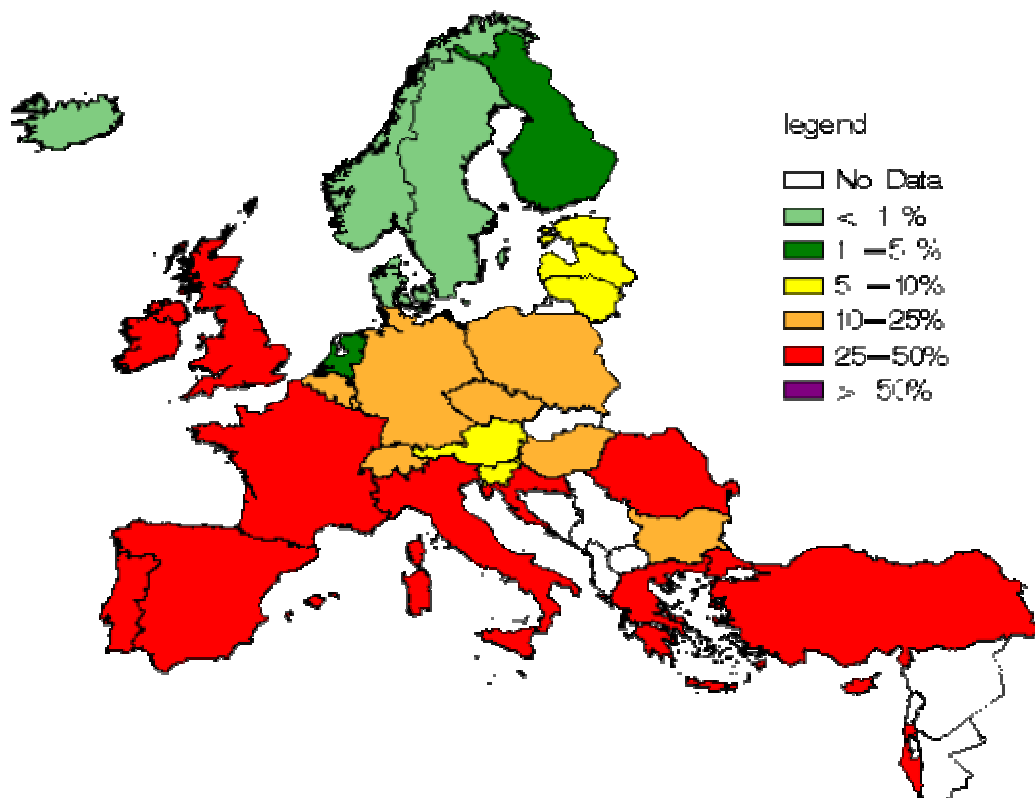 legend
No Data
< 1 %
1 –5 %
5 –10%
10–25%
25–50%
> 50%